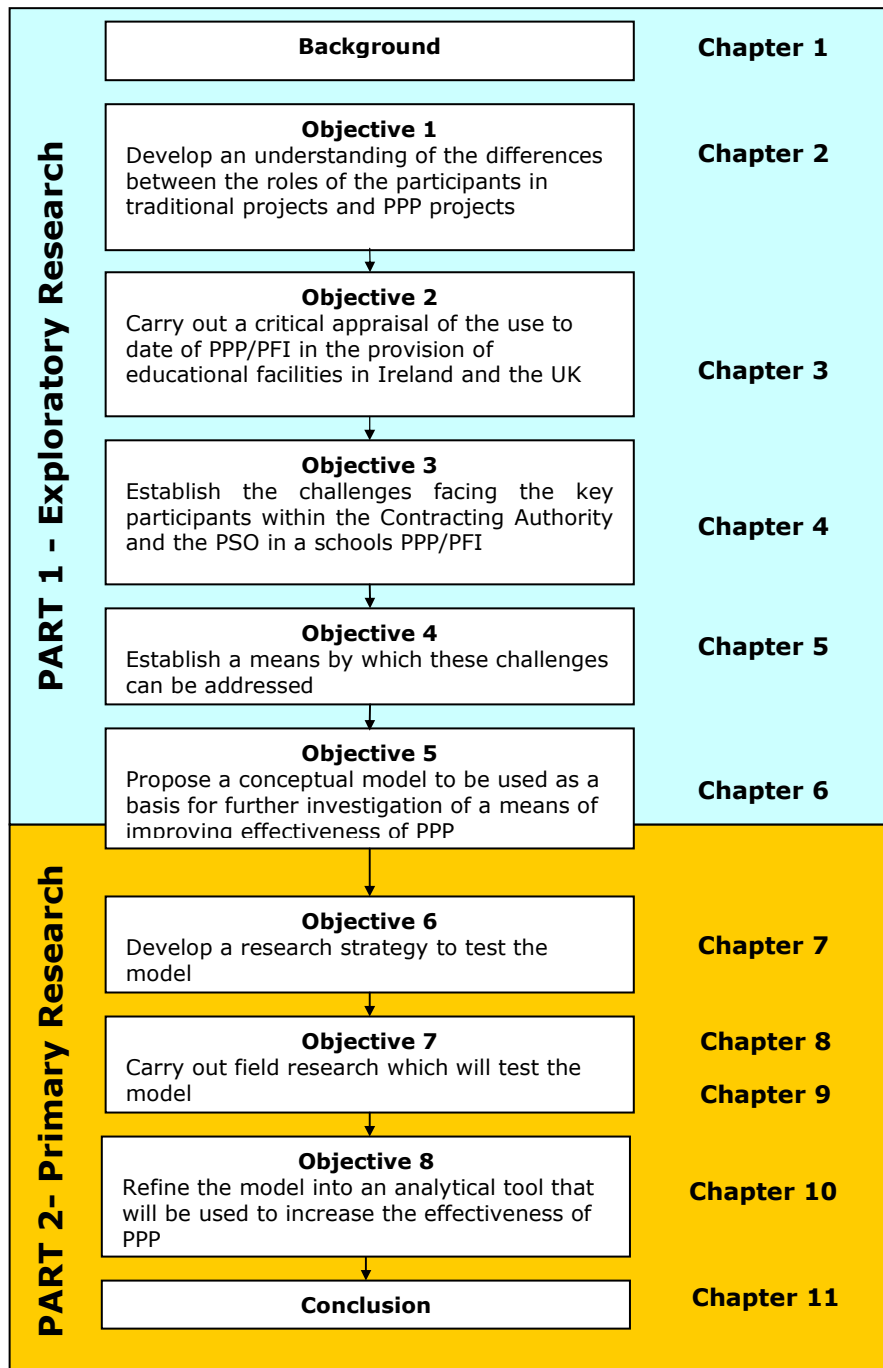 PART 1 - Exploratory Research
Background
Chapter 1
Objective 1
Develop an understanding of the differences
between the roles of the participants in
traditional projects and PPP projects
Chapter 2
Objective 2
Carry out a critical appraisal of the use to
date of PPP/PFI in the provision of
educational facilities in Ireland and the UK
Chapter 3
Objective 3
Establish the challenges facing the key
participants within the Contracting Authority
and the PSO in a schools PPP/PFI
Chapter 4
Objective 4
Establish a means by which these challenges
can be addressed
Chapter 5
Objective 5
Propose a conceptual model to be used as a
basis for further investigation of a means of
improving effectiveness of PPP
Chapter 6
PART 2- Primary Research
Objective 6
Develop a research strategy to test the
model
Chapter 7
Objective 7
Carry out field research which will test the
model
Chapter 8
Chapter 9
Objective 8
Refine the model into an analytical tool that
will be used to increase the effectiveness of
PPP
Chapter 10
Conclusion
Chapter 11